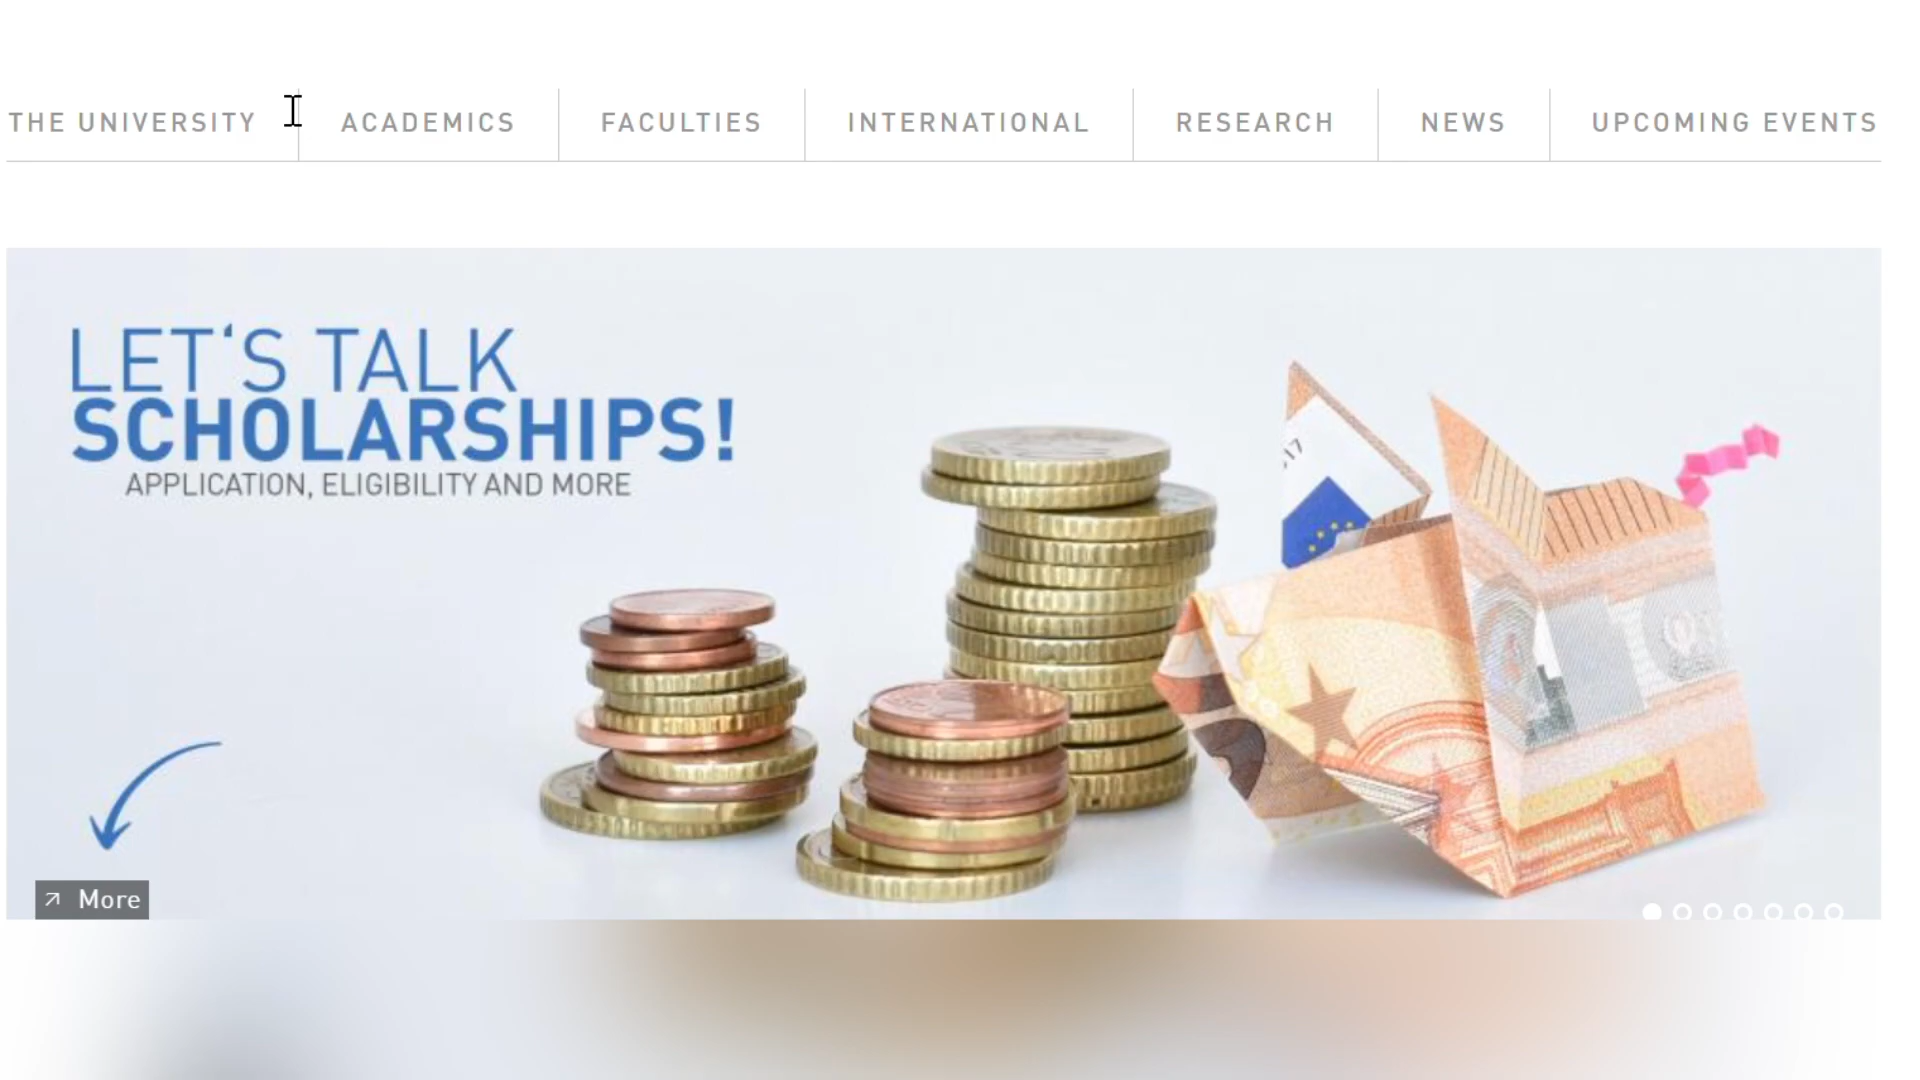 THE UNIVERSITY
ACADEMICS
FACULTIES
INTERNATIONAL
RESEARCH
NEWS
UPCOMING EVENTS
LET‘S TALK
SCHOLARSHIPS!
APPLICATION, ELIGIBILITY AND MORE
More